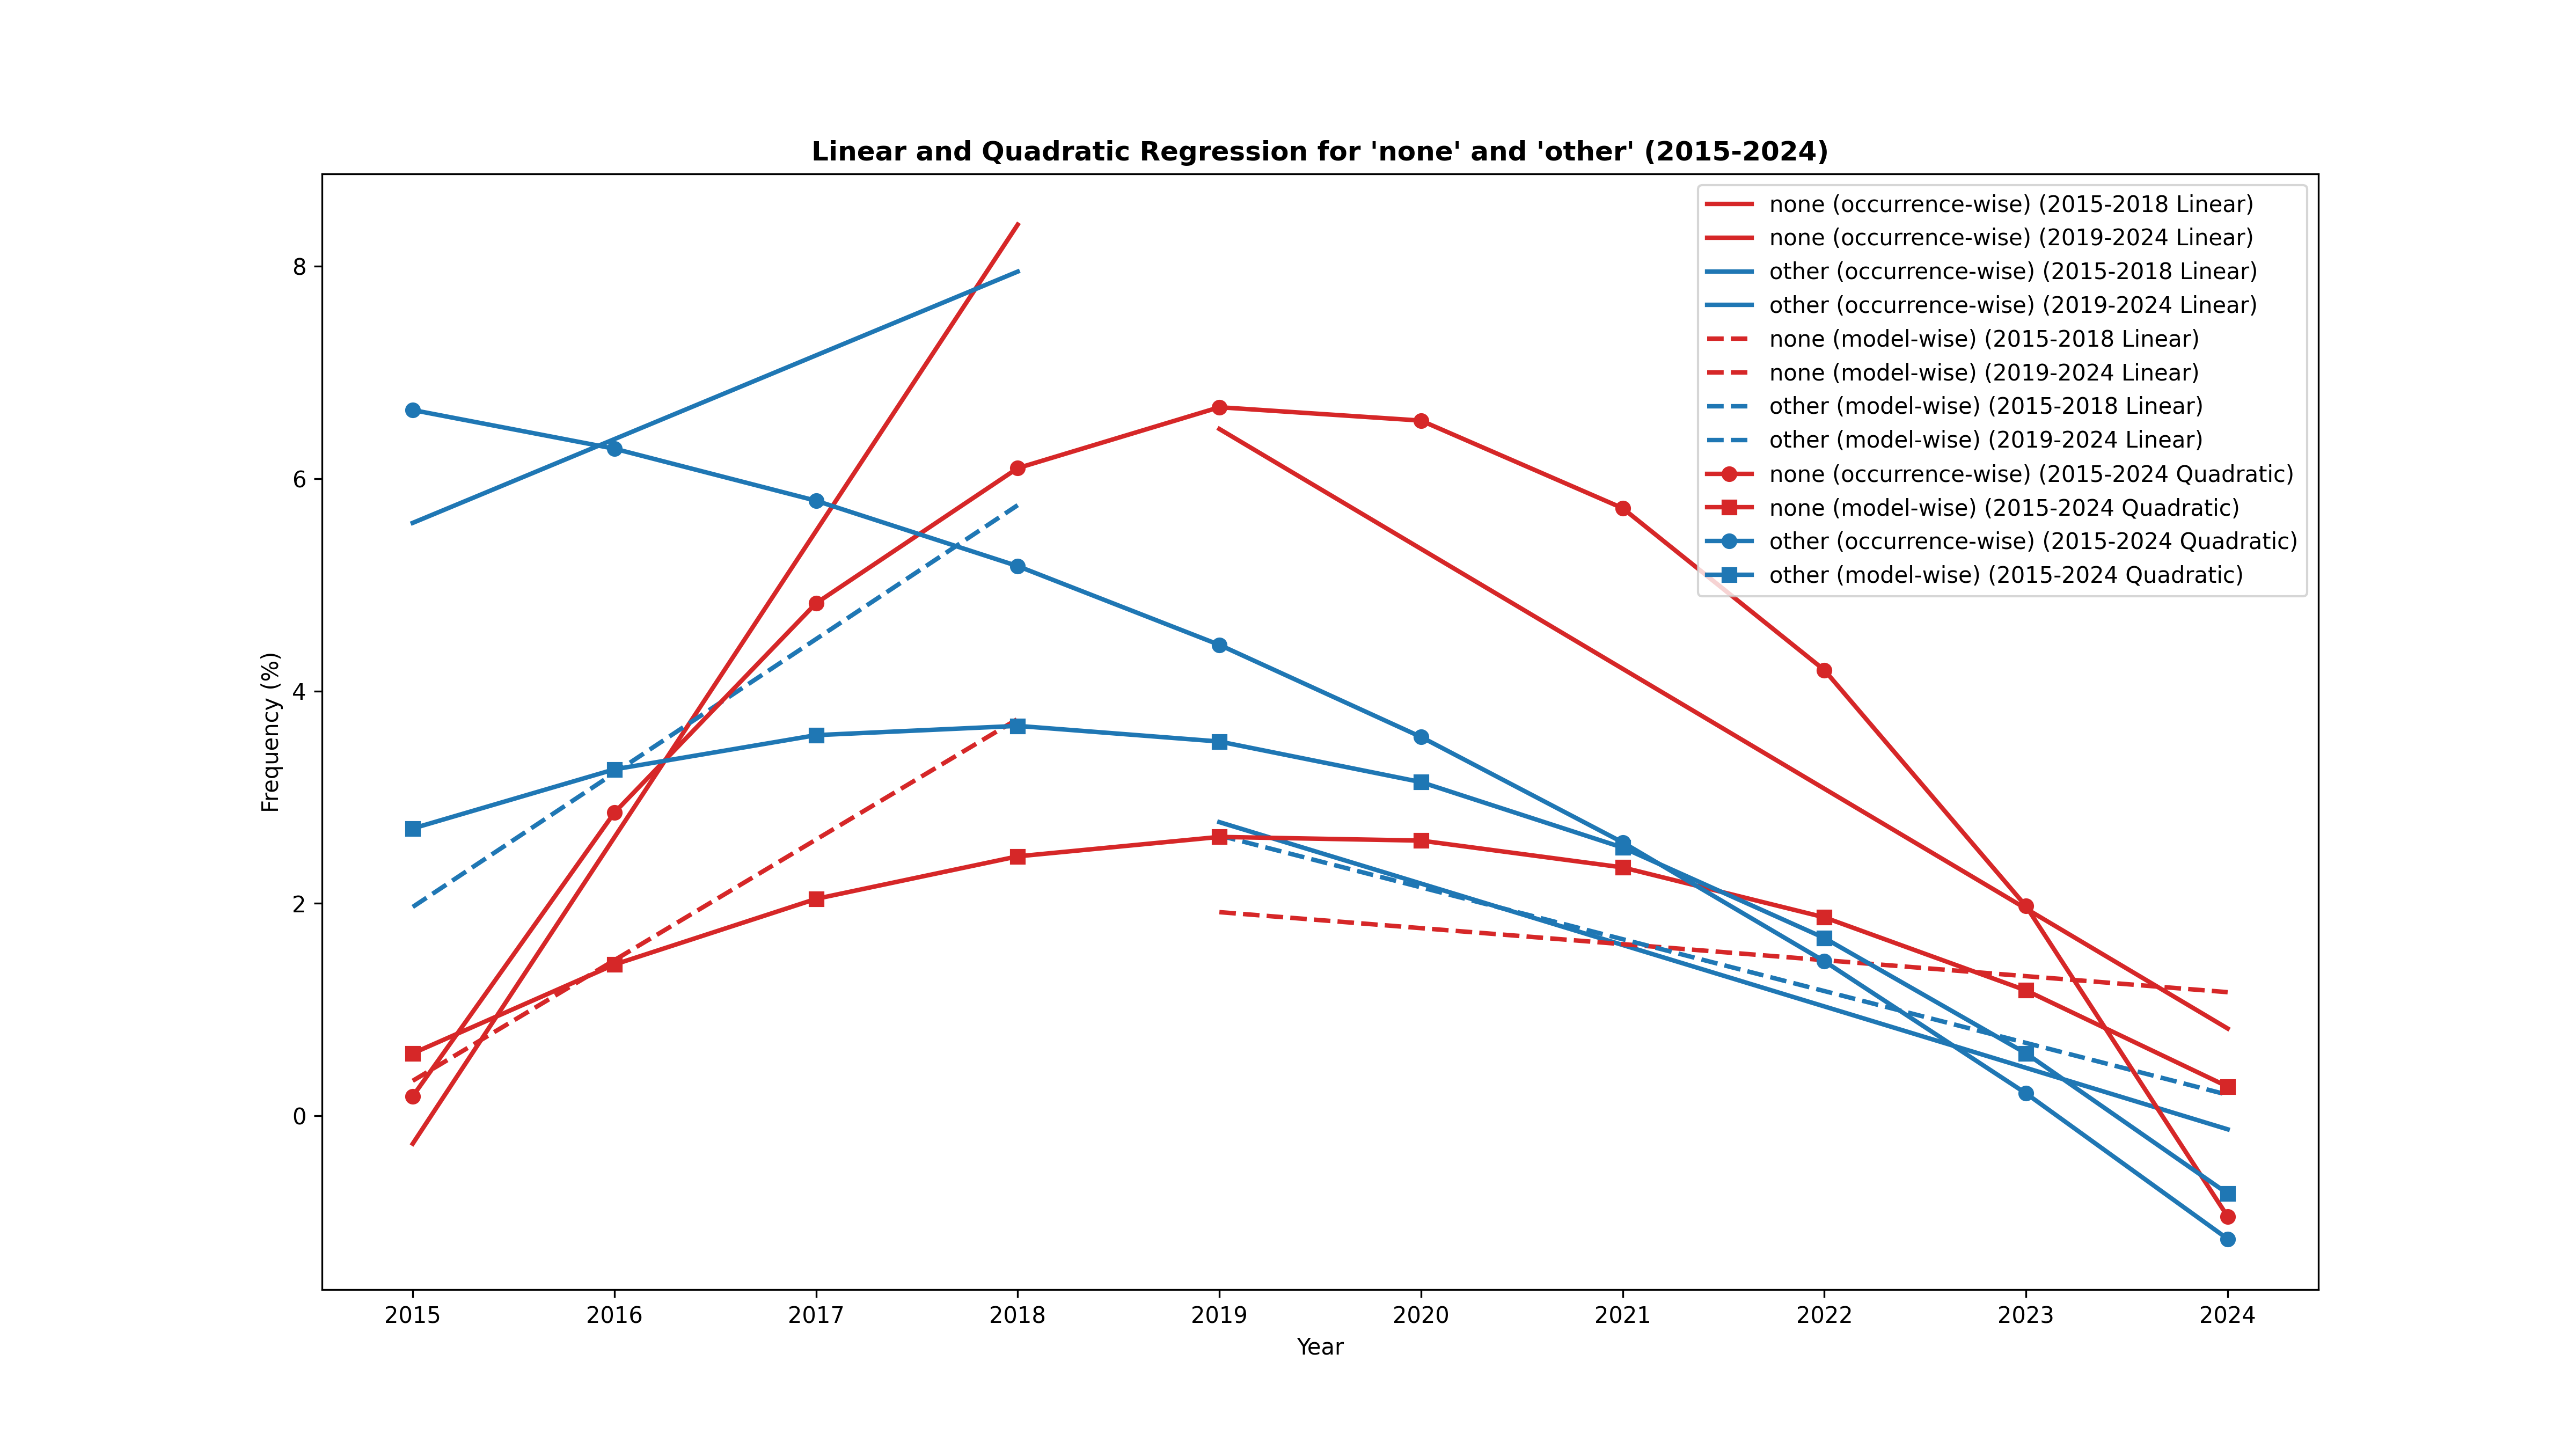 Linear and Quadratic Regression for 'none' and 'other' (2015-2024)
none (occurrence-wise) (2015-2018 Linear)
none (occurrence-wise) (2019-2024 Linear)
other (occurrence-wise) (2015-2018 Linear)
other (occurrence-wise) (2019-2024 Linear)
none (model-wise) (2015-2018 Linear)
none (model-wise) (2019-2024 Linear)
other (model-wise) (2015-2018 Linear)
other (model-wise) (2019-2024 Linear)
none (occurrence-wise) (2015-2024 Quadratic)
none (model-wise) (2015-2024 Quadratic)
other (occurrence-wise) (2015-2024 Quadratic)
other (model-wise) (2015-2024 Quadratic)
Frequency (%)
8
6
4
2
0
2015 2016 2017 2018 2019 2020 2021 2022 2023 2024
Year